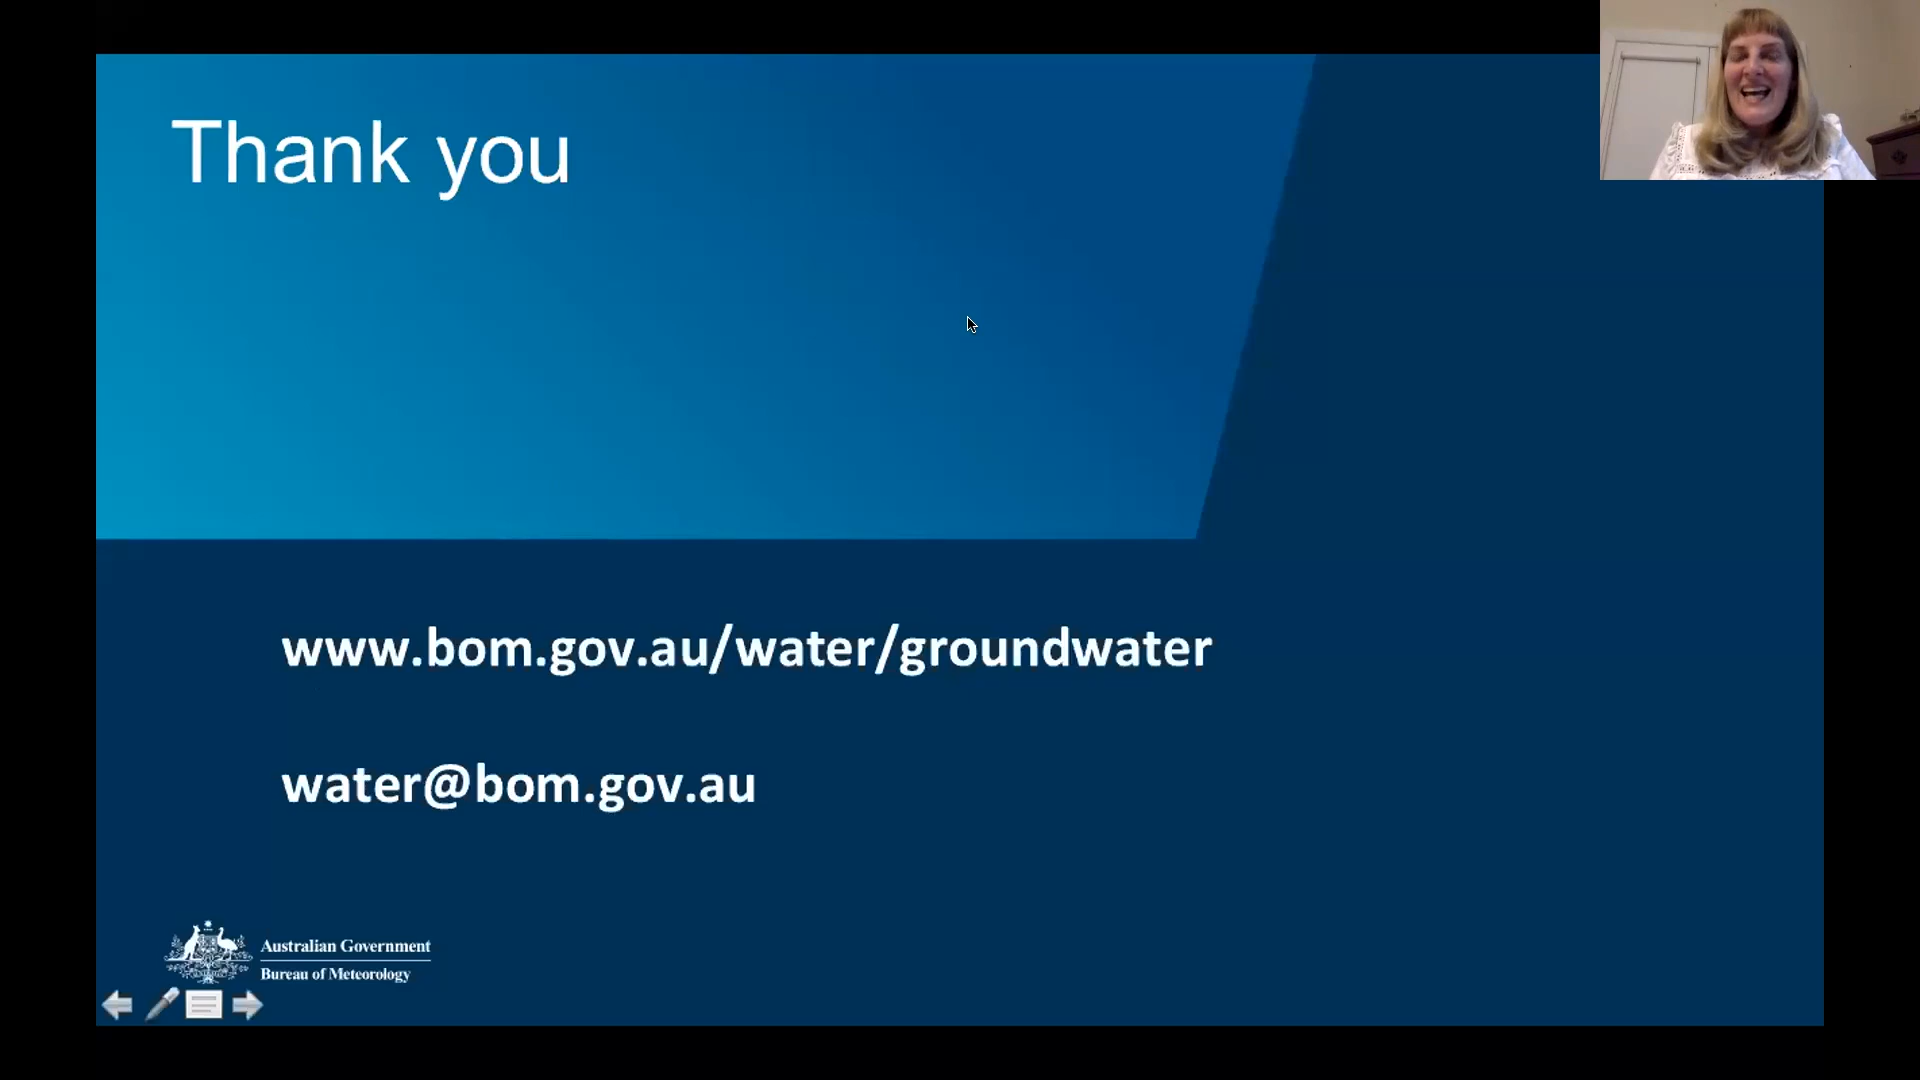 Thank you
www.bom.gov.au/water/groundwater
water@bom.gov.au
Australian Government
Bureau of Meteorology